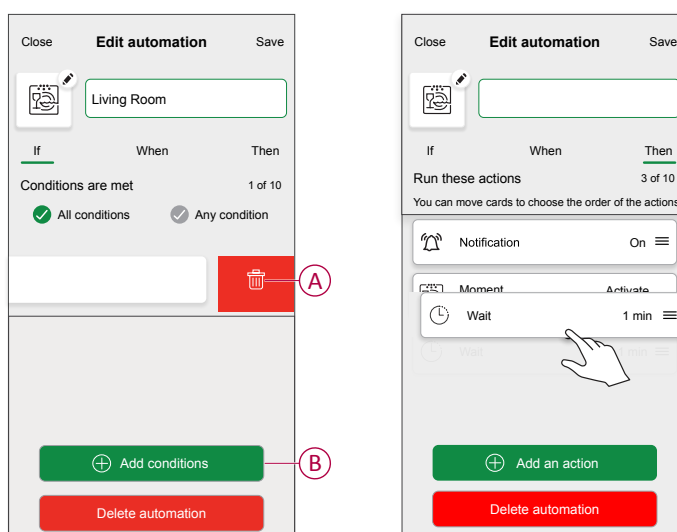 Close Edit automation Save
Living Room
If When Then
Conditions are met 1 of 10
All conditions Any condition
A
Add conditions
B
Delete automation
Close Edit automation Save
If When Then
Run these actions 3 of 10
You can move cards to choose the order of the actions
Notification On
Moment Activate
Wait 1 min
Wait 1 min
Add an action
Delete automation